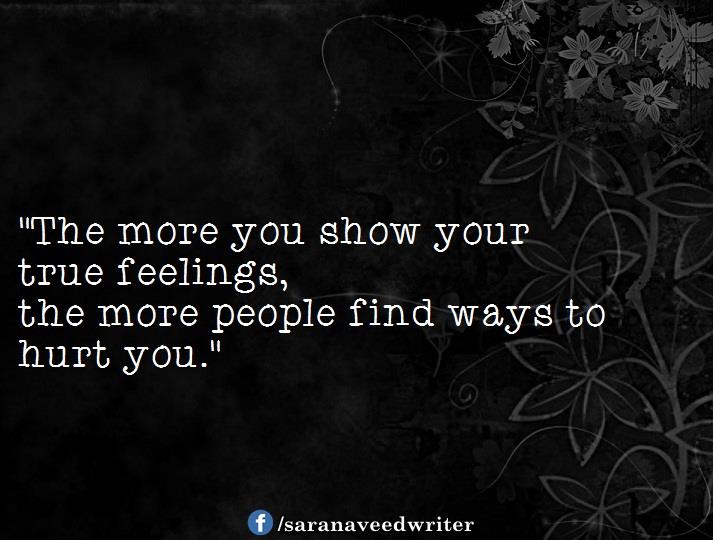 "The more you show your
true feelings,
the more people find ways to
hurt you."
f /saranaveedwriter